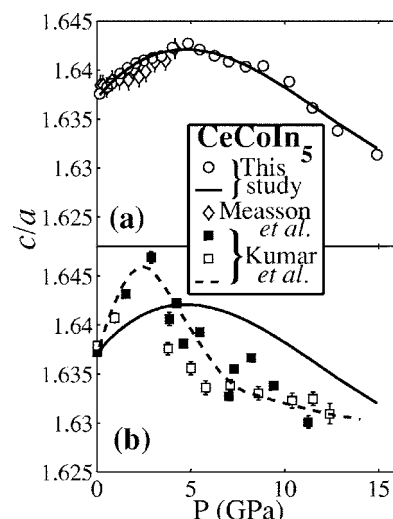 c/a
1.645
1.64
1.635
1.63
1.625
(a)
CeCoIn5
This
study
Measson
et al.
Kumar
et al.
1.645
1.64
1.635
1.63
1.625
(b)
0
5
10
15
P (GPa)